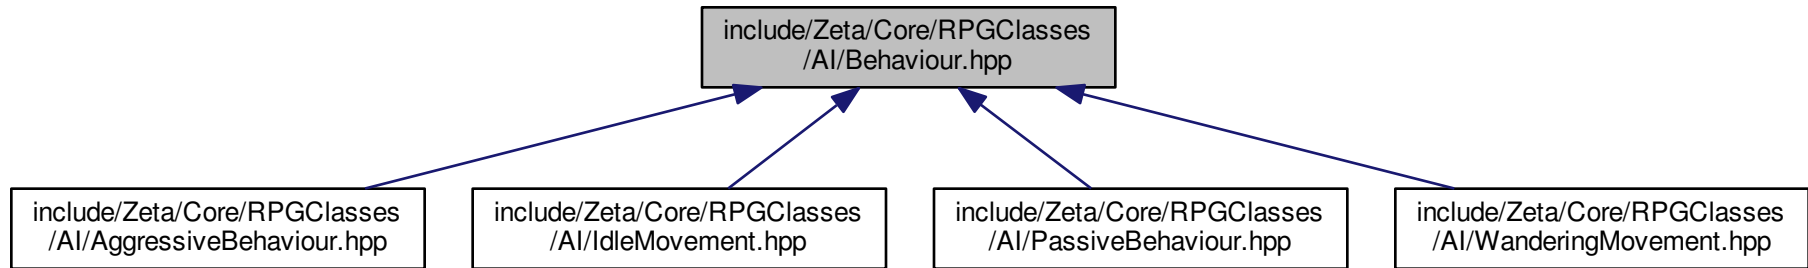 include/Zeta/Core/RPGClasses
/AI/Behaviour.hpp
include/Zeta/Core/RPGClasses
/AI/AggressiveBehaviour.hpp
include/Zeta/Core/RPGClasses
/AI/IdleMovement.hpp
include/Zeta/Core/RPGClasses
/AI/PassiveBehaviour.hpp
include/Zeta/Core/RPGClasses
/AI/WanderingMovement.hpp